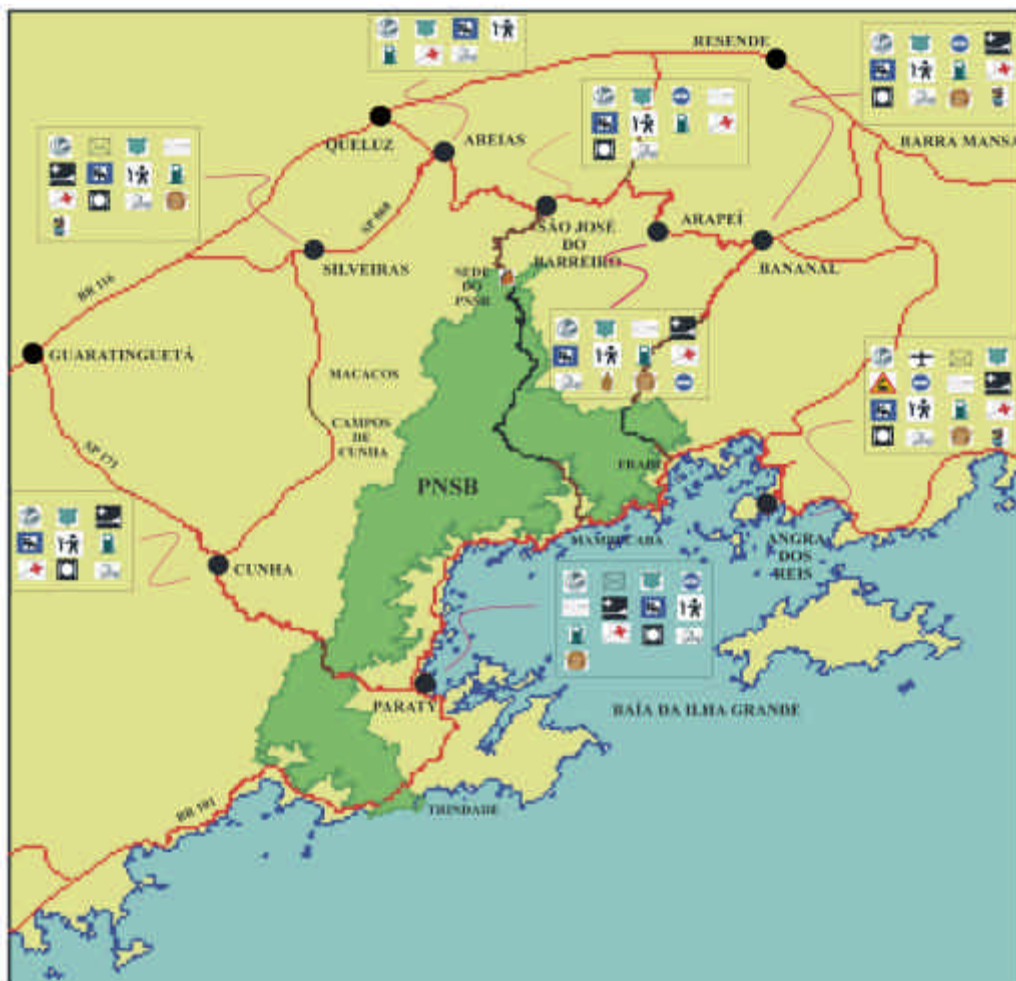 RESENDE
QUELUZ
AREIAS
BARRA MANSA
SP 068
SÃO JOSÉ
DO
BARREIRO
ARAPEÍ
BANANAL
SILVEIRAS
SEDE
DO
PNSB
BR 116
GUARATINGUETÁ
MACACOS
CAMPOS
DE
CUNHA
SP 171
PNSB
MAMBUCABA
ANGRA
DOS
REIS
CUNHA
PARATY
BAÍA DA ILHA GRANDE
BR 101
TRINDADE